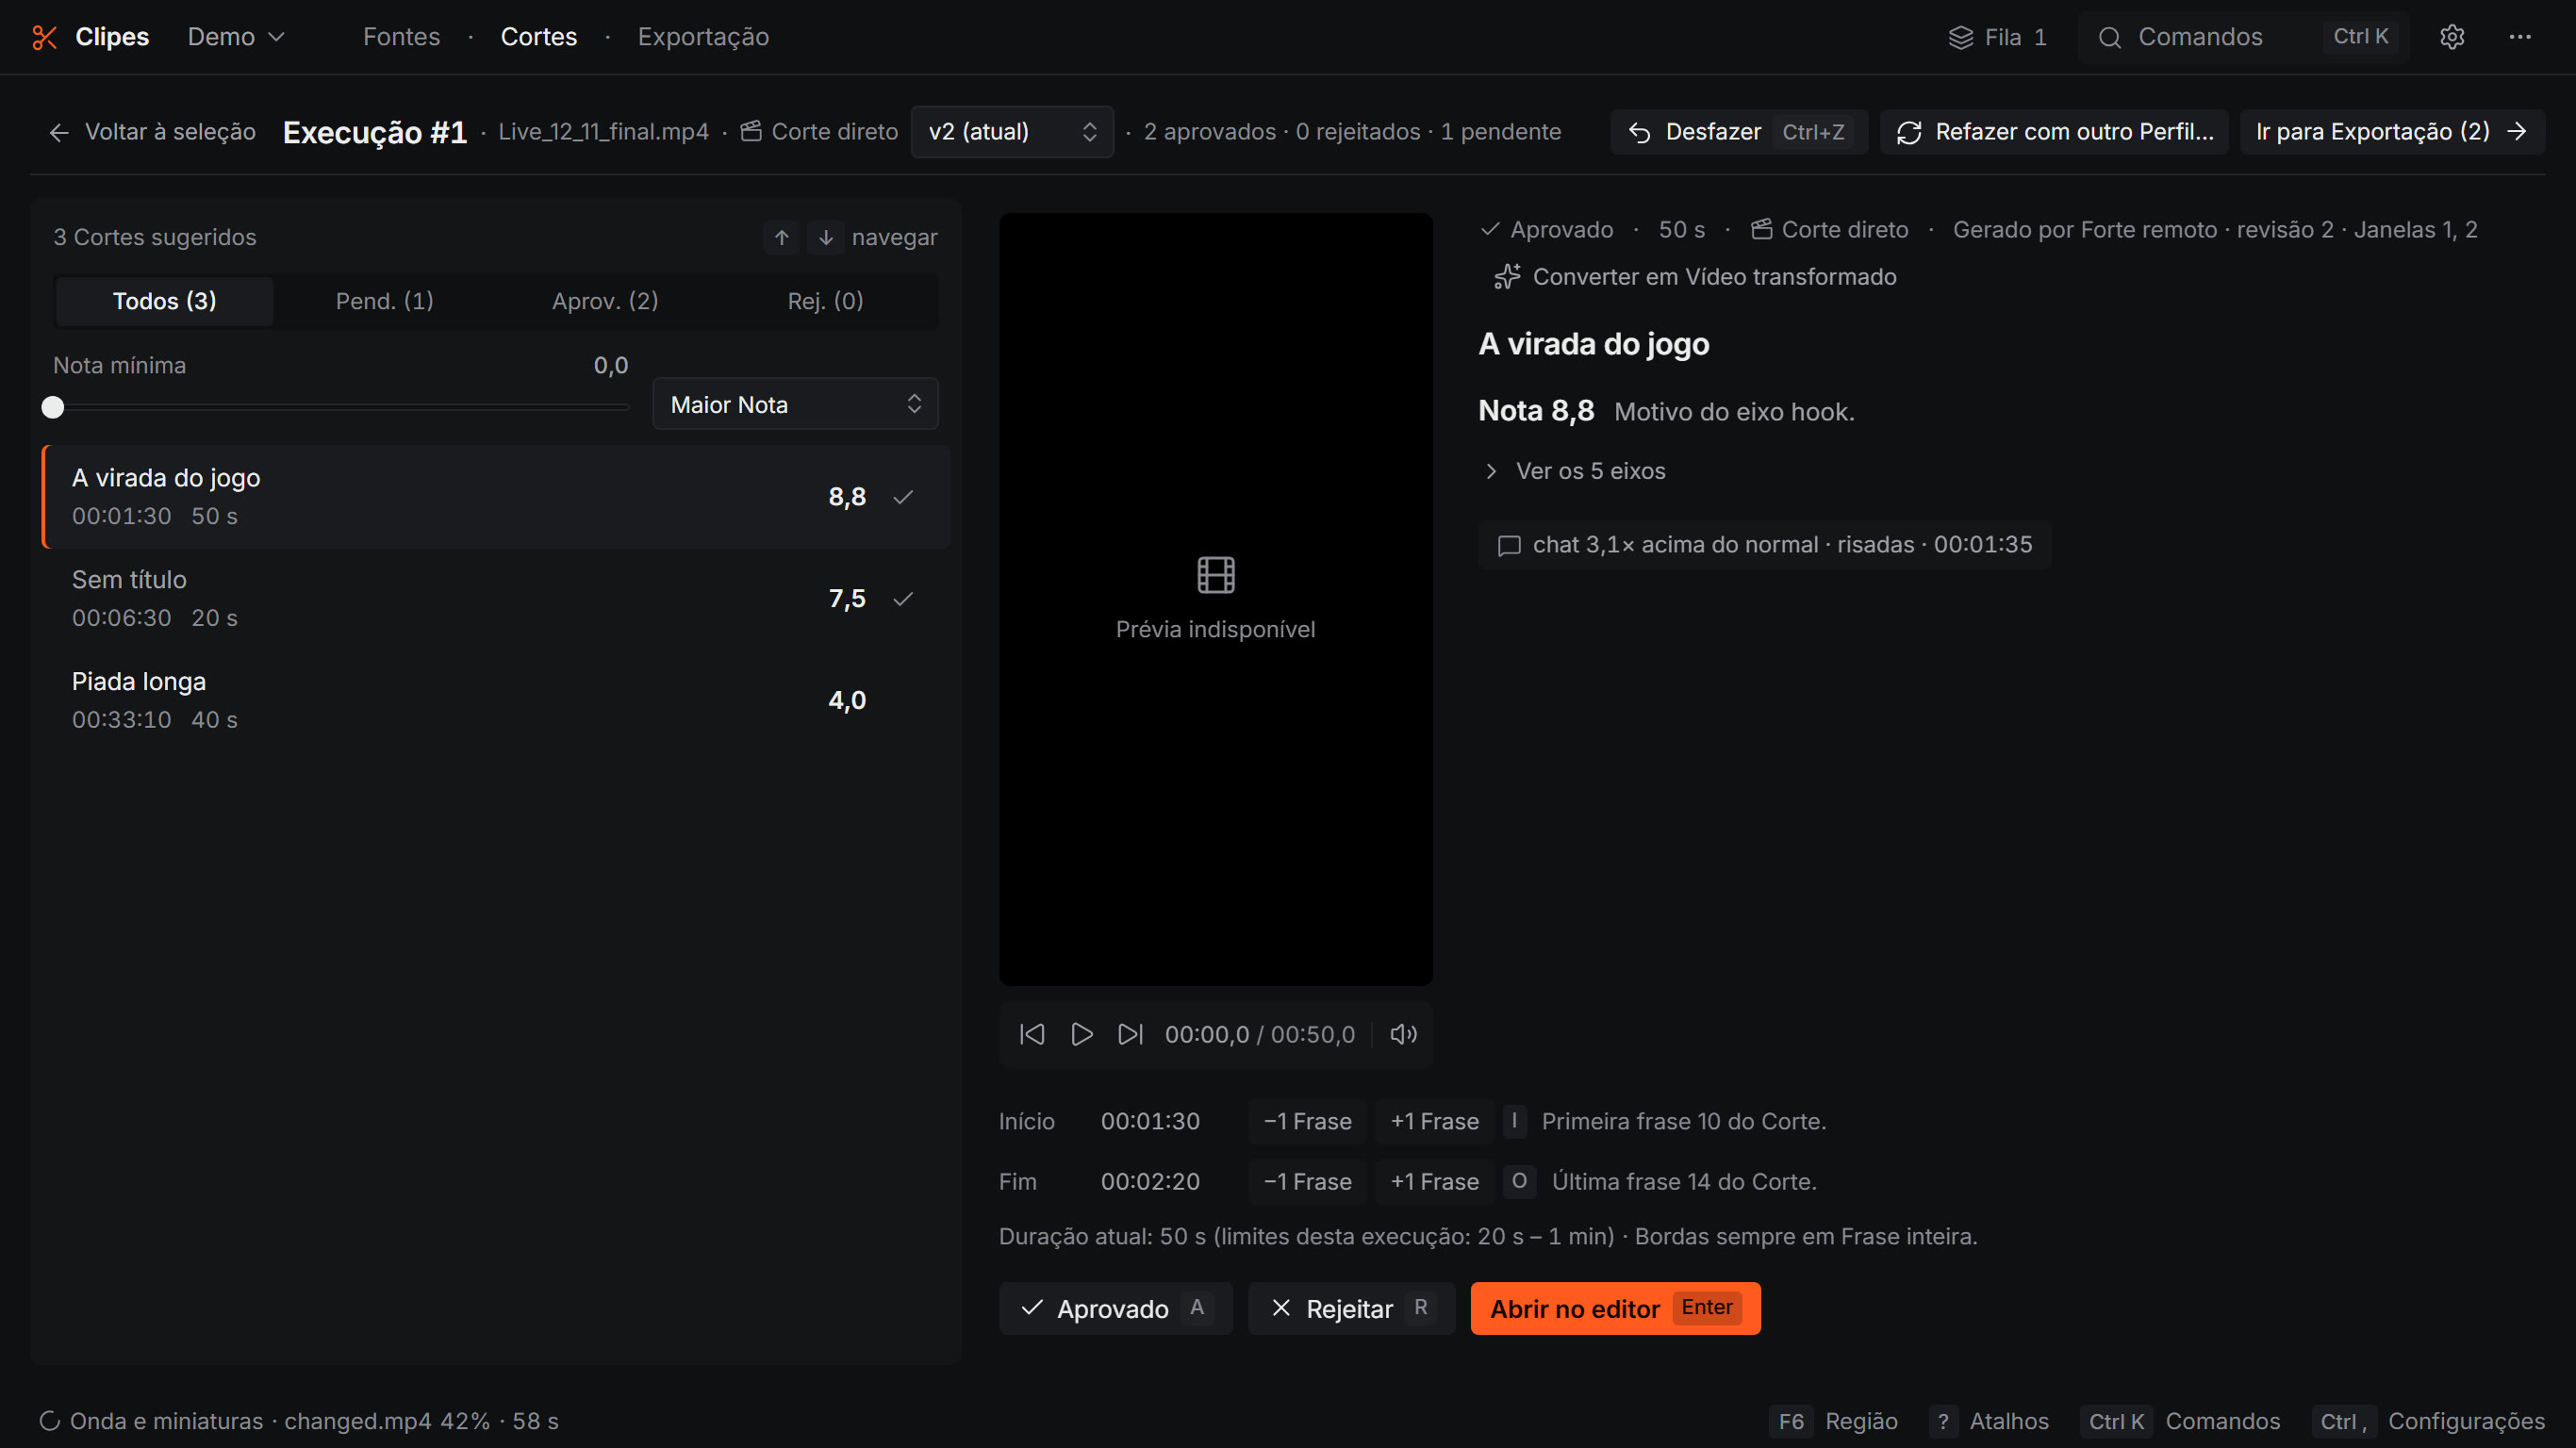 Clipes Demo Fontes · Cortes · Exportação Fila 1 Comandos Ctrl K
Voltar à seleção Execução #1 · Live_12_11_final.mp4 · Corte direto v2 (atual) · 2 aprovados · 0 rejeitados · 1 pendente Desfazer Ctrl+Z Refazer com outro Perfil... Ir para Exportação (2)
3 Cortes sugeridos navegar
Todos (3) Pend. (1) Aprov. (2) Rej. (0)
Nota mínima 0,0
Maior Nota
A virada do jogo
00:01:30 50 s
8,8
Sem título
00:06:30 20 s
7,5
Piada longa
00:33:10 40 s
4,0
Prévia indisponível
00:00,0 / 00:50,0
Aprovado · 50 s · Corte direto · Gerado por Forte remoto · revisão 2 · Janelas 1, 2
Converter em Vídeo transformado
A virada do jogo
Nota 8,8 Motivo do eixo hook.
Ver os 5 eixos
chat 3,1× acima do normal · risadas · 00:01:35
Início 00:01:30 −1 Frase +1 Frase I Primeira frase 10 do Corte.
Fim 00:02:20 −1 Frase +1 Frase O Última frase 14 do Corte.
Duração atual: 50 s (limites desta execução: 20 s – 1 min) · Bordas sempre em Frase inteira.
Aprovado A Rejeitar R Abrir no editor Enter
Onda e miniaturas · changed.mp4 42% · 58 s F6 Região ? Atalhos Ctrl K Comandos Ctrl , Configurações